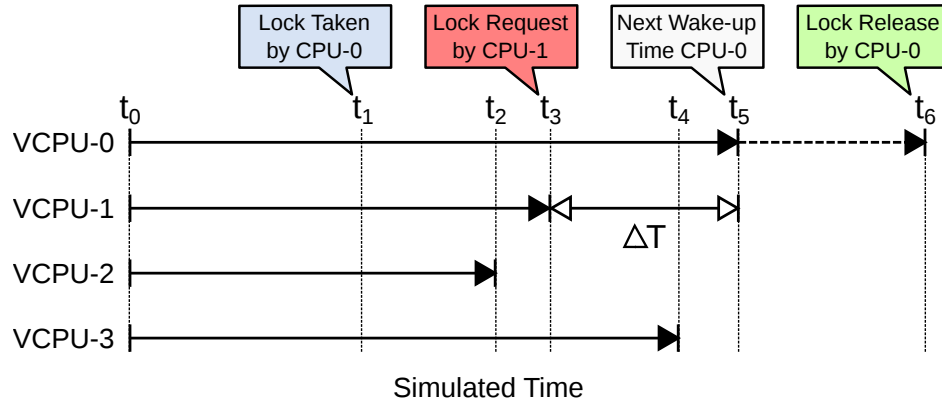 Lock Taken
by CPU-0
Lock Request
by CPU-1
Next Wake-up
Time CPU-0
Lock Release
by CPU-0
t0 t1 t2 t3 t4 t5 t6
VCPU-0
VCPU-1
△T
VCPU-2
VCPU-3
Simulated Time